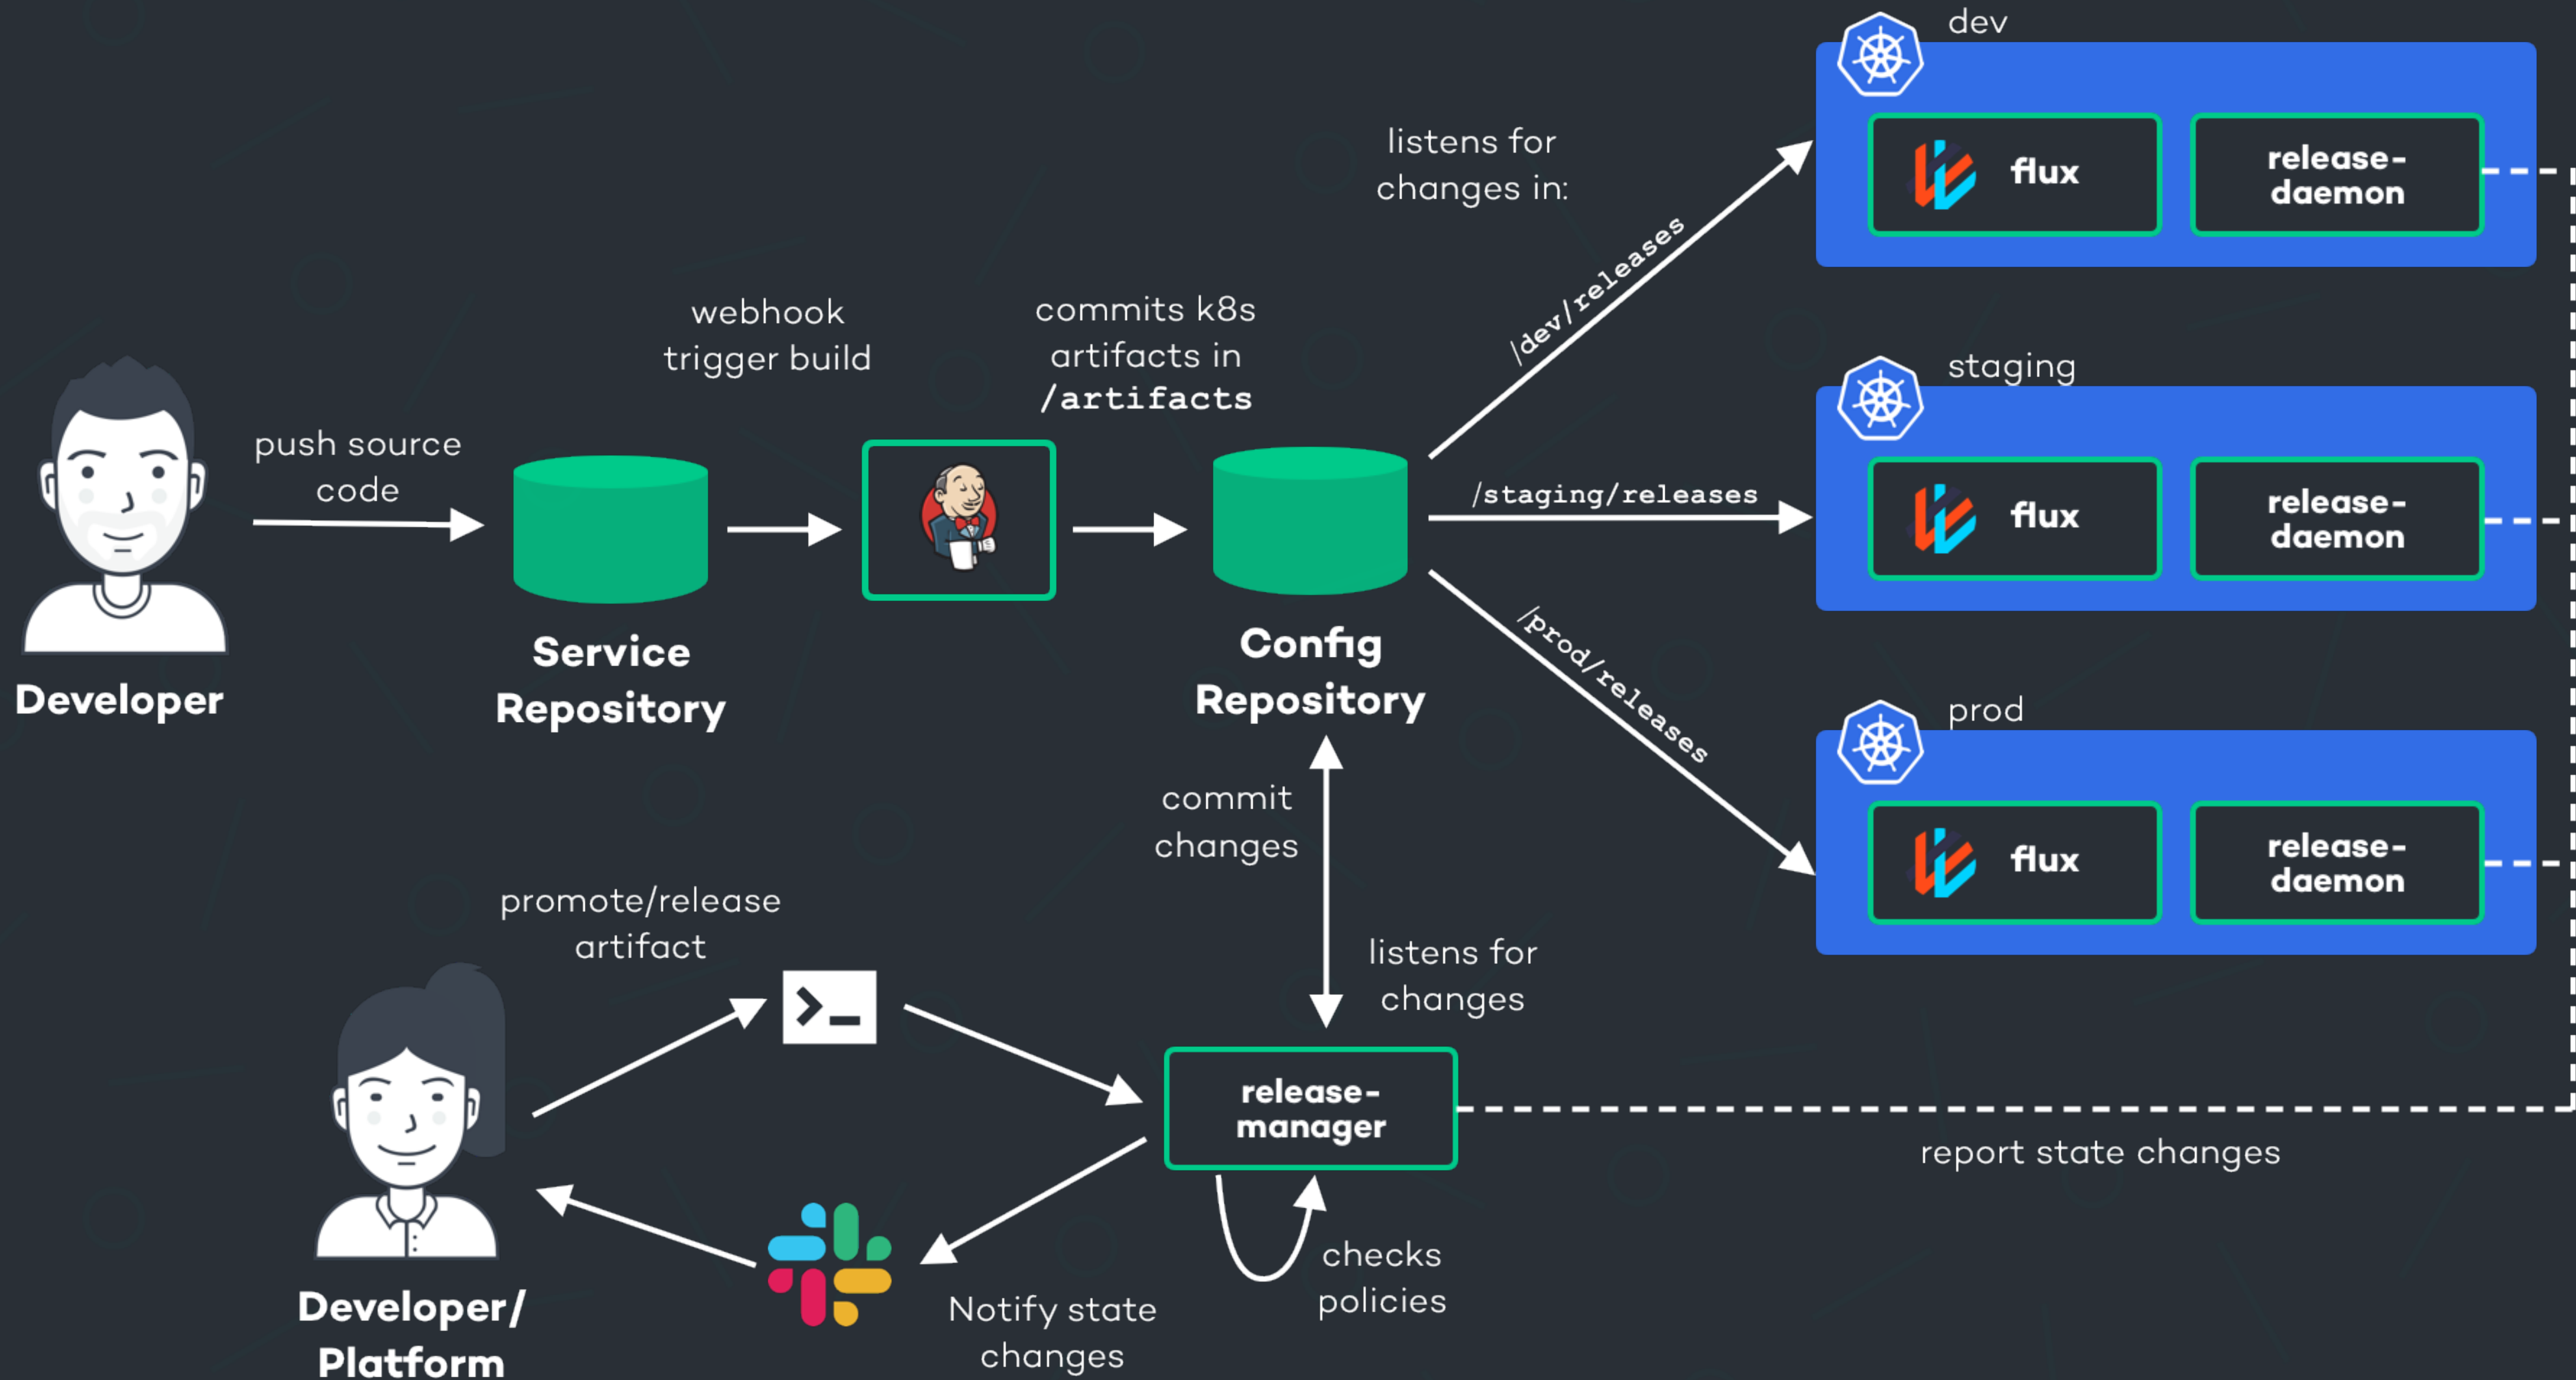 dev
listens for
changes in:
flux
release-
daemon
/dev/releases
webhook
trigger build
commits k8s
artifacts in
/artifacts
push source
code
staging
/staging/releases
flux
release-
daemon
Developer
Service
Repository
Config
Repository
/prod/releases
prod
flux
release-
daemon
commit
changes
listens for
changes
promote/release
artifact
>_
release-
manager
report state changes
checks
policies
Notify state
changes
Developer/
Platform